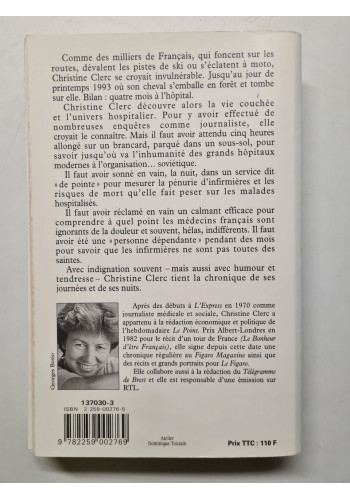 Comme des milliers de Français, qui foncent sur les
routes, dévalent les pistes de ski ou s'éclatent à moto,
Christine Clerc se croyait invulnérable. Jusqu'au jour de
printemps 1993 où son cheval s'emballe en forêt et tombe
sur elle. Bilan : quatre mois à l'hôpital.
Christine Clerc découvre alors la vie couchée
et l'univers hospitalier. Pour y avoir effectué de
nombreuses enquêtes comme journaliste, elle
croyait le connaître. Mais il faut avoir attendu cinq heures
allongé sur un brancard, parqué dans un sous-sol, pour
savoir jusqu'où va l'inhumanité des grands hôpitaux
modernes à l'organisation... soviétique.
Il faut avoir sonné en vain, la nuit, dans un service dit
« de pointe » pour mesurer la pénurie d'infirmières et les
risques de mort qu'elle fait peser sur les malades
hospitalisés.
Il faut avoir réclamé en vain un calmant efficace pour
comprendre à quel point les médecins français sont
ignorants de la douleur et souvent, hélas, indifférents. Il faut
avoir été une « personne dépendante » pendant des mois
pour savoir que les infirmières ne sont pas toutes des
saintes.
Avec indignation souvent – mais aussi avec humour et
tendresse – Christine Clerc tient la chronique de ses
journées et de ses nuits.
Georges Bosio
Après des débuts à L'Express en 1970 comme
journaliste médicale et sociale, Christine Clerc a
appartenu à la rédaction économique et politique de
l'hebdomadaire Le Point. Prix Albert-Londres en
1982 pour le récit d'un tour de France (Le Bonheur
d'être Français), elle signe depuis cette date une
chronique régulière au Figaro Magazine ainsi que
des récits et grands portraits pour Le Figaro.
Elle collabore aussi à la rédaction du Télégramme
de Brest et elle est responsable d'une émission sur
RTL.
137030-3
ISBN 2-258-00276-5
9 782259 002769
Atelier
Dominique Toutain
Prix TTC : 110 F